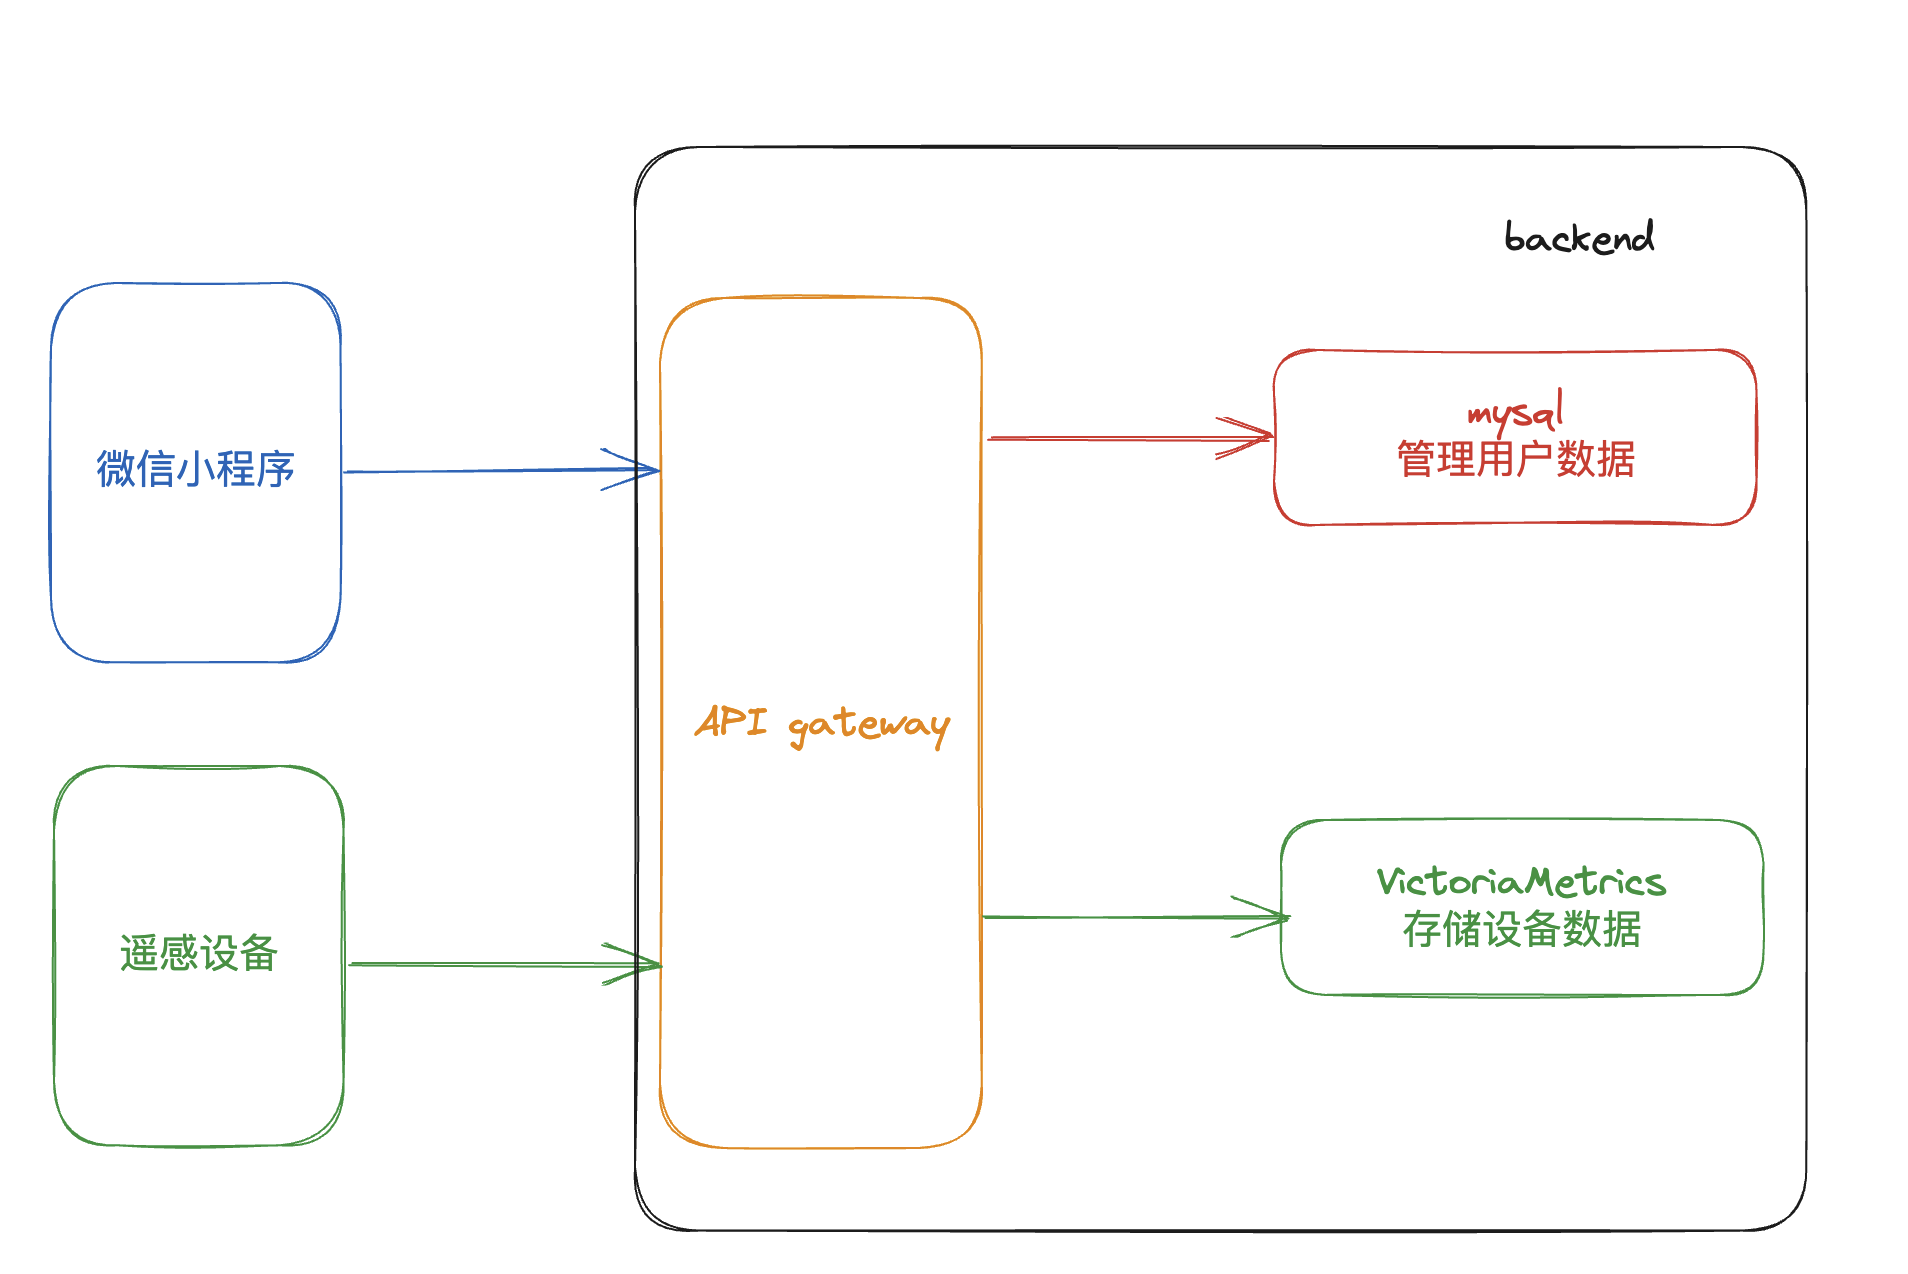 backend
微信小程序
mysql
管理用户数据
API gateway
VictoriaMetrics
存储设备数据
遥感设备